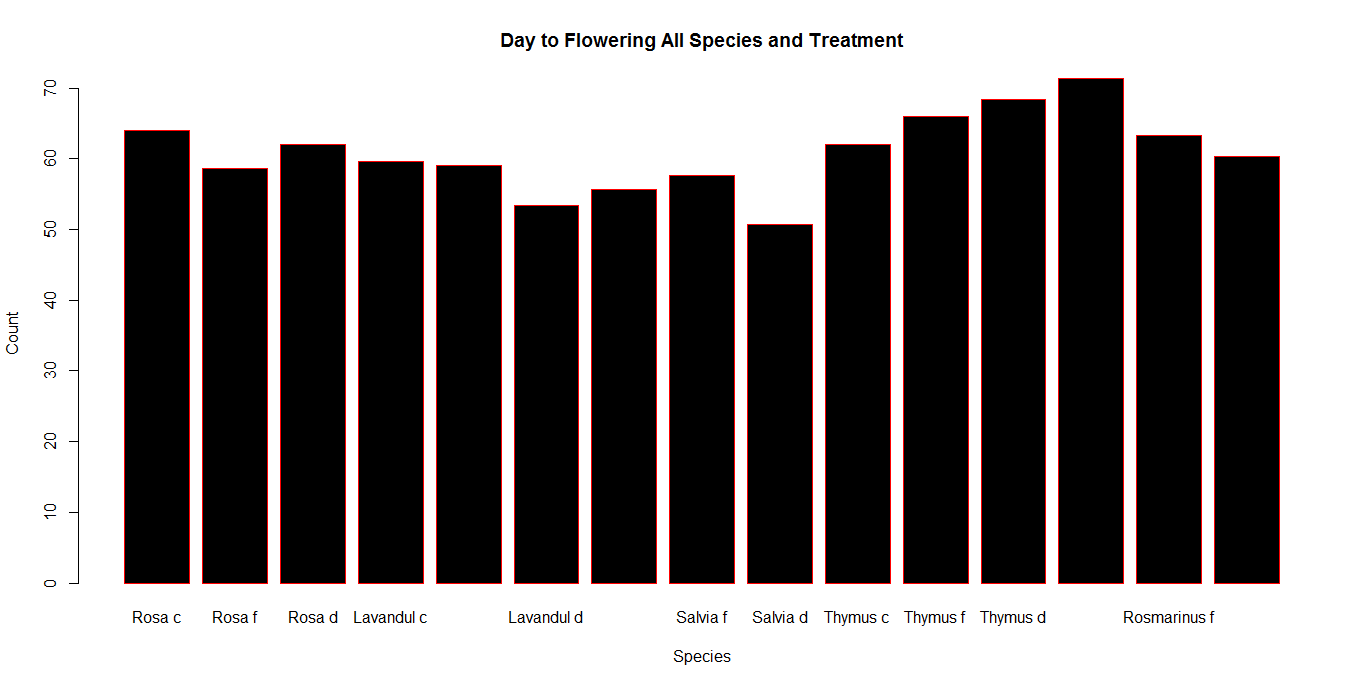 Day to Flowering All Species and Treatment
70
60
50
40
30
20
10
0
Count
Rosa c Rosa f Rosa d Lavandul c Lavandul d Salvia f Salvia d Thymus c Thymus f Thymus d Rosmarinus f
Species